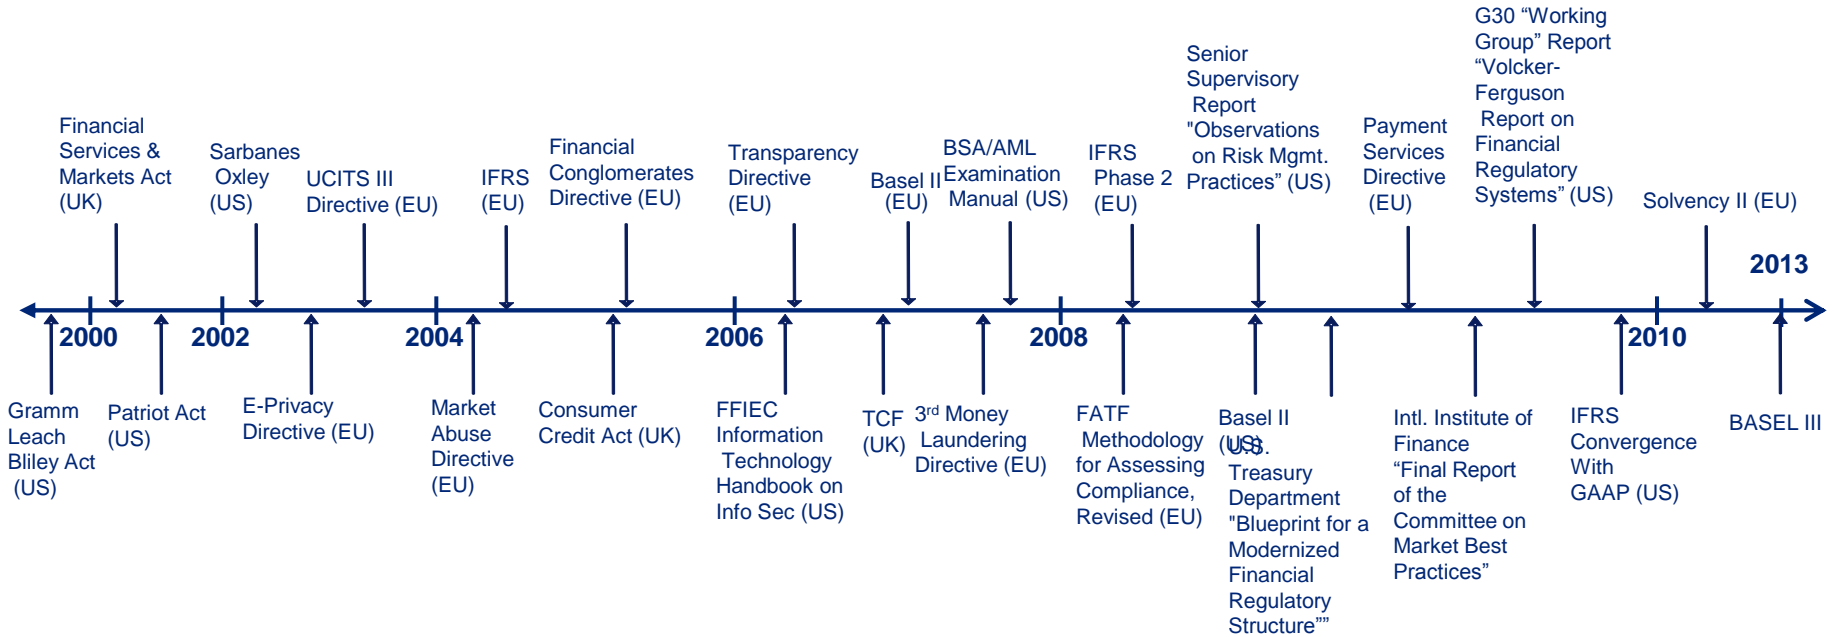 Financial
Services &
Markets Act
(UK)
Sarbanes
Oxley
(US)
UCITS III
Directive (EU)
IFRS
(EU)
Financial
Conglomerates
Directive (EU)
Transparency
Directive
(EU)
Basel II
(EU)
BSA/AML
Examination
Manual (US)
IFRS
Phase 2
(EU)
Senior
Supervisory
Report
"Observations
on Risk Mgmt.
Practices” (US)
Payment
Services
Directive
(EU)
G30 “Working
Group” Report
“Volcker-
Ferguson
Report on
Financial
Regulatory
Systems” (US)
Solvency II (EU)
2013
2000
2002
2004
2006
2008
2010
Gramm
Leach
Bliley Act
(US)
Patriot Act
(US)
E-Privacy
Directive (EU)
Market
Abuse
Directive
(EU)
Consumer
Credit Act (UK)
FFIEC
Information
Technology
Handbook on
Info Sec (US)
TCF
(UK)
3rd Money
Laundering
Directive (EU)
FATF
Methodology
for Assessing
Compliance,
Revised (EU)
Basel II
(US)
U.S.
Treasury
Department
"Blueprint for a
Modernized
Financial
Regulatory
Structure””
Intl. Institute of
Finance
“Final Report
of the
Committee on
Market Best
Practices”
IFRS
Convergence
With
GAAP (US)
BASEL III